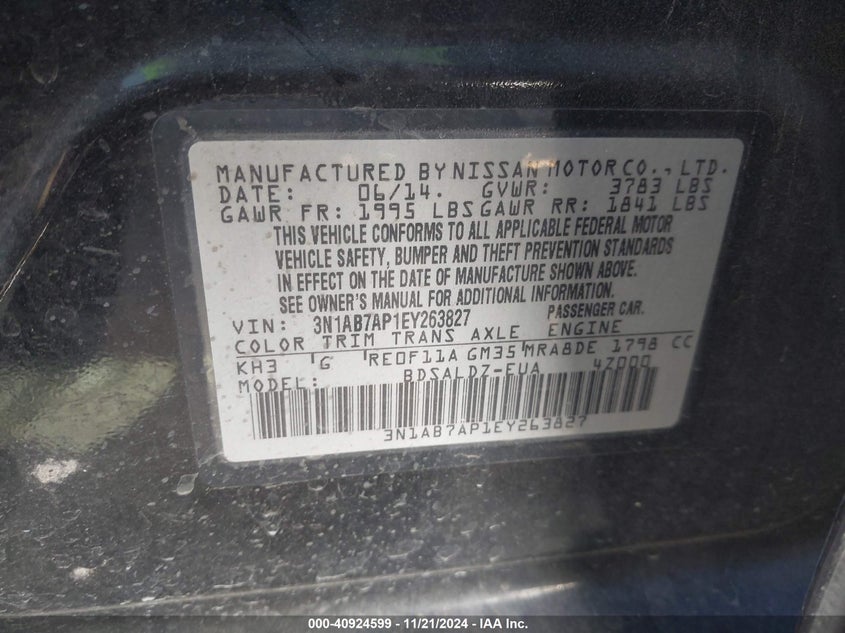 MANUFACTURED BY NISSAN MOTOR CO., LTD.
DATE: 06/14. GVWR: 3783 LBS
GAWR FR: 1995 LBS GAWR RR: 1841 LBS
THIS VEHICLE CONFORMS TO ALL APPLICABLE FEDERAL MOTOR
VEHICLE SAFETY, BUMPER AND THEFT PREVENTION STANDARDS
IN EFFECT ON THE DATE OF MANUFACTURE SHOWN ABOVE.
SEE OWNER'S MANUAL FOR ADDITIONAL INFORMATION.
VIN: 3N1AB7AP1EY263827 PASSENGER CAR.
COLOR TRIM TRANS AXLE ENGINE
KH3 'G 'RE0F11A GM35'MRA8DE 1798 CC
MODEL: BDSALDZ-EUA 4Z000
3N1AB7AP1EY263827
000-40924599 - 11/21/2024 - © IAA Holdings, LLC